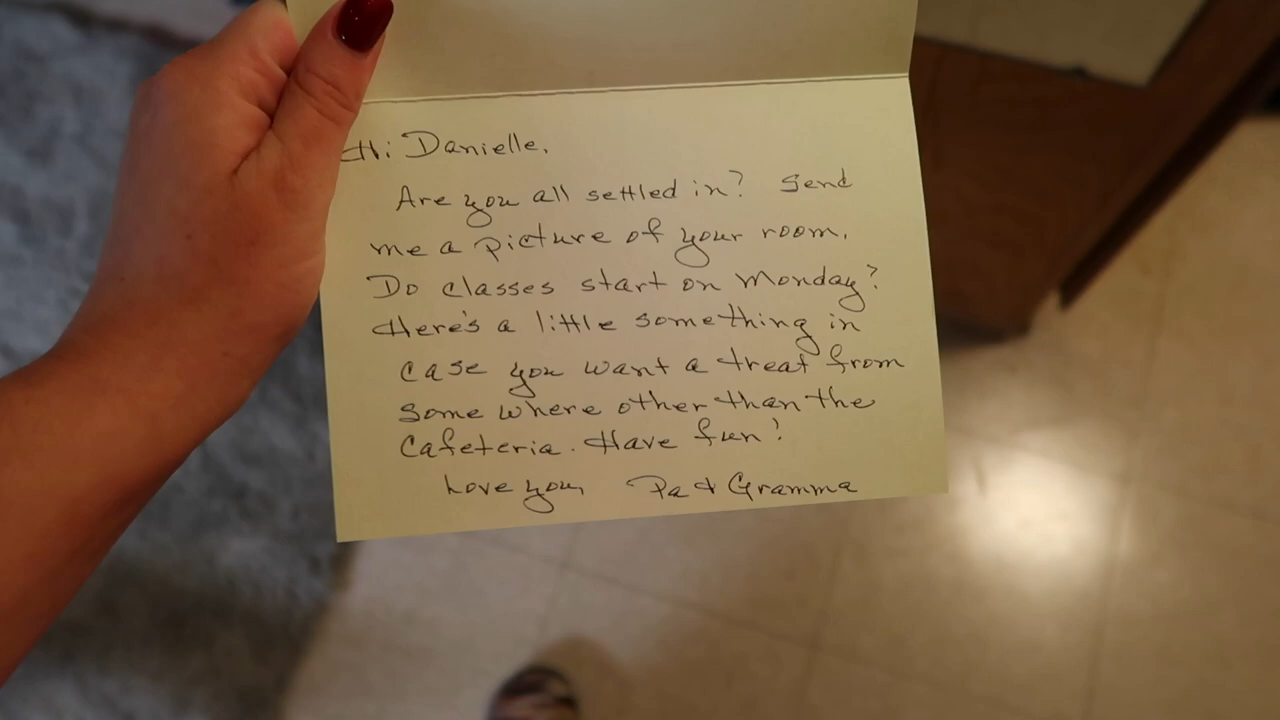 Hi Danielle,
Are you all settled in? Send
me a picture of your room.
Do classes start on Monday?
Here's a little something in
case you want a treat from
some where other than the
cafeteria. Have fun!
Love you, Pa & Gramma